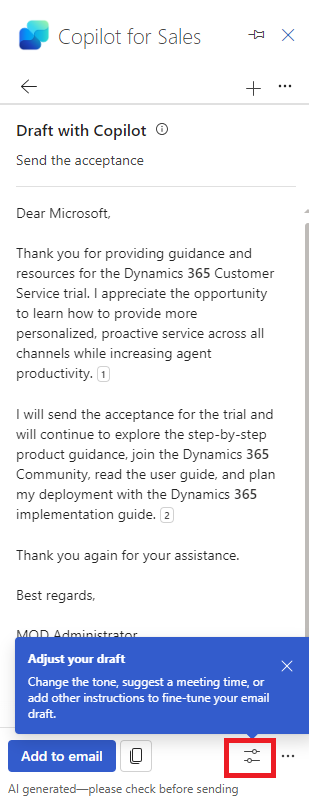 Copilot for Sales
Draft with Copilot
Send the acceptance
Dear Microsoft,
Thank you for providing guidance and
resources for the Dynamics 365 Customer
Service trial. I appreciate the opportunity
to learn how to provide more
personalized, proactive service across all
channels while increasing agent
productivity. 1
I will send the acceptance for the trial and
will continue to explore the step-by-step
product guidance, join the Dynamics 365
Community, read the user guide, and plan
my deployment with the Dynamics 365
implementation guide. 2
Thank you again for your assistance.
Best regards,
MOD Administrator
Adjust your draft
Change the tone, suggest a meeting time, or
add other instructions to fine-tune your email
draft.
Add to email
AI generated—please check before sending